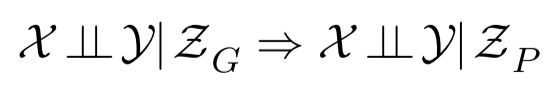 𝒳 ⫫ 𝒴| 𝒵_G ⇒ 𝒳 ⫫ 𝒴| 𝒵_P